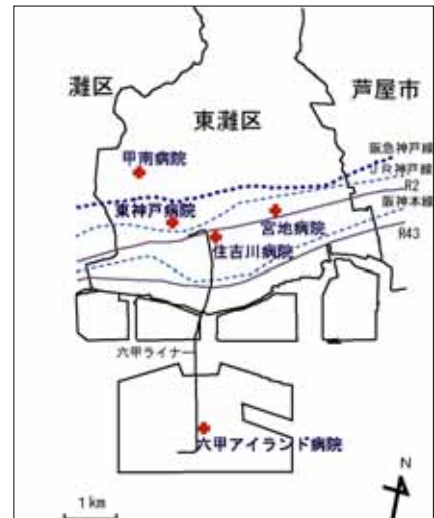 灘区
東灘区
芦屋市
甲南病院
阪急神戸線
JR神戸線
R2
阪神本線
R43
東神戸病院
宮地病院
住吉川病院
六甲ライナー
六甲アイランド病院
N
1km